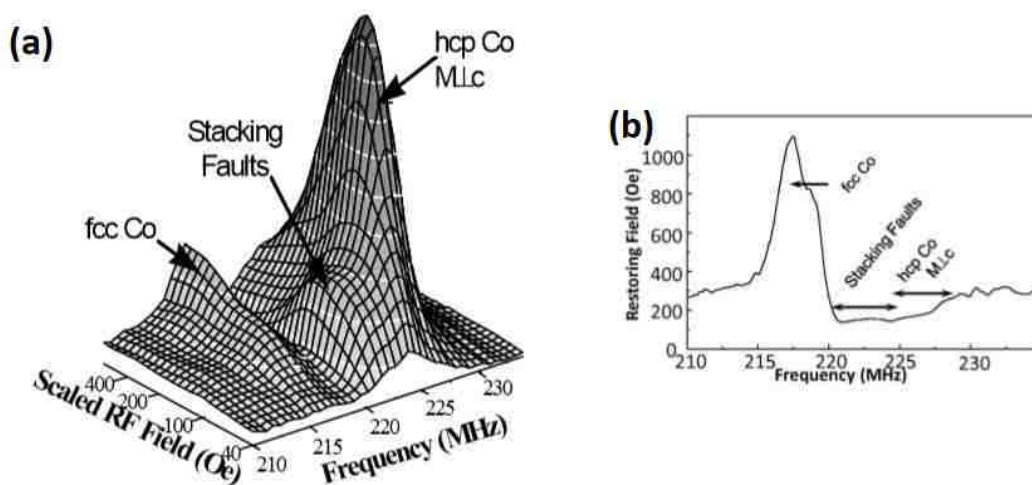 (a)
hcp Co
M⊥c
Stacking
Faults
fcc Co
400
200
100
40
Scaled RF Field (Oe)
210
215
220
225
230
Frequency (MHz)
(b)
1000
800
600
400
200
0
Restoring Field (Oe)
fcc Co
Stacking Faults
hcp Co
M⊥c
210
215
220
225
230
Frequency (MHz)